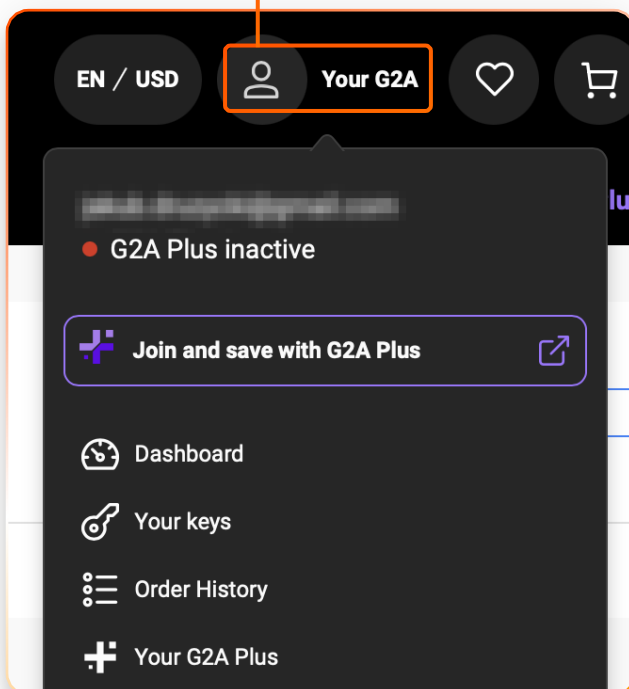 EN / USD
Your G2A
G2A Plus inactive
Join and save with G2A Plus
Dashboard
Your keys
Order History
Your G2A Plus